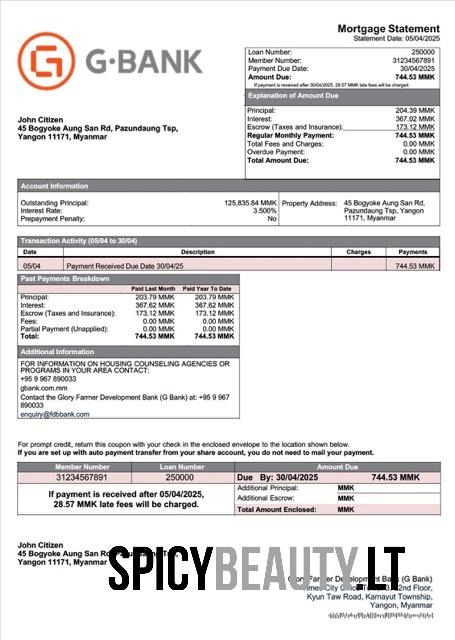 Mortgage Statement
Statement Date: 05/04/2025
G·BANK
Loan Number: 250000
Member Number: 31234567891
Payment Due Date: 30/04/2025
Amount Due: 744.53 MMK
If payment is received after 30/04/2025, 28.57 MMK late fees will be charged.
Explanation of Amount Due
Principal: 204.39 MMK
Interest: 367.02 MMK
Escrow (Taxes and Insurance): 173.12 MMK
Regular Monthly Payment: 744.53 MMK
Total Fees and Charges: 0.00 MMK
Overdue Payment: 0.00 MMK
Total Amount Due: 744.53 MMK
John Citizen
45 Bogyoke Aung San Rd, Pazundaung Tsp,
Yangon 11171, Myanmar
Account Information
Outstanding Principal: 125,835.84 MMK
Interest Rate: 3.500%
Prepayment Penalty: No
Property Address: 45 Bogyoke Aung San Rd,
Pazundaung Tsp, Yangon
11171, Myanmar
Transaction Activity (05/04 to 30/04)
Date Description Charges Payments
05/04 Payment Received Due Date 30/04/25 744.53 MMK
Past Payments Breakdown
Paid Last Month Paid Year To Date
Principal: 203.79 MMK 203.79 MMK
Interest: 367.62 MMK 367.62 MMK
Escrow (Taxes and Insurance): 173.12 MMK 173.12 MMK
Fees: 0.00 MMK 0.00 MMK
Partial Payment (Unapplied): 0.00 MMK 0.00 MMK
Total: 744.53 MMK 744.53 MMK
Additional Information
FOR INFORMATION ON HOUSING COUNSELING AGENCIES OR
PROGRAMS IN YOUR AREA CONTACT:
+95 9 967 890033
gbank.com.mm
Contact the Glory Farmer Development Bank (G Bank) at: +95 9 967
890033
enquiry@fdbbank.com
For prompt credit, return this coupon with your check in the enclosed envelope to the location shown below.
If you are set up with auto payment transfer from your share account, you do not need to mail your payment.
Member Number Loan Number Amount Due
31234567891 250000 Due By: 30/04/2025 744.53 MMK
If payment is received after 05/04/2025,
28.57 MMK late fees will be charged.
Additional Principal: MMK
Additional Escrow: MMK
Total Amount Enclosed: MMK
John Citizen
45 Bogyoke Aung San Rd, Pazundaung Tsp,
Yangon 11171, Myanmar
SPICYBEAUTY.LT
Glory Farmer Development Bank (G Bank)
Times City Office Tower 3, 22nd Floor,
Kyun Taw Road, Kamayut Township,
Yangon, Myanmar